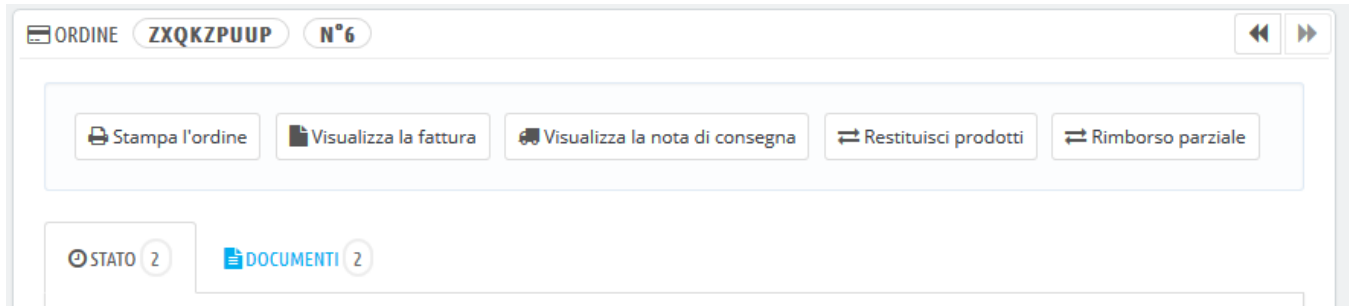 ORDINE ZXQKZPUUP N°6
Stampa l'ordine Visualizza la fattura Visualizza la nota di consegna Restituisci prodotti Rimborso parziale
STATO 2 DOCUMENTI 2